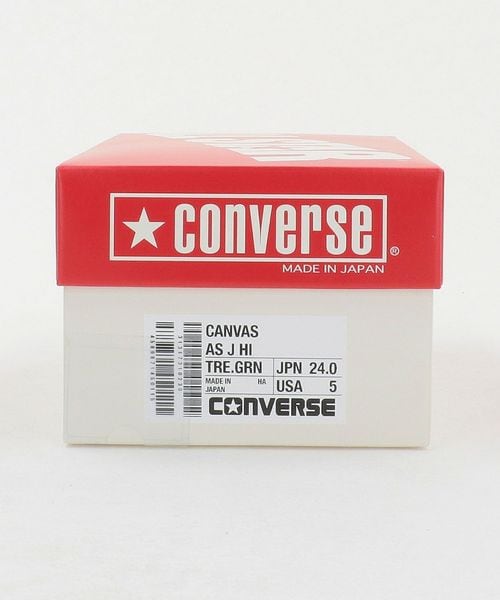 ★ converse®
MADE IN JAPAN
CANVAS
AS J HI
TRE.GRN JPN 24.0
MADE IN JAPAN HA USA 5
CONVERSE